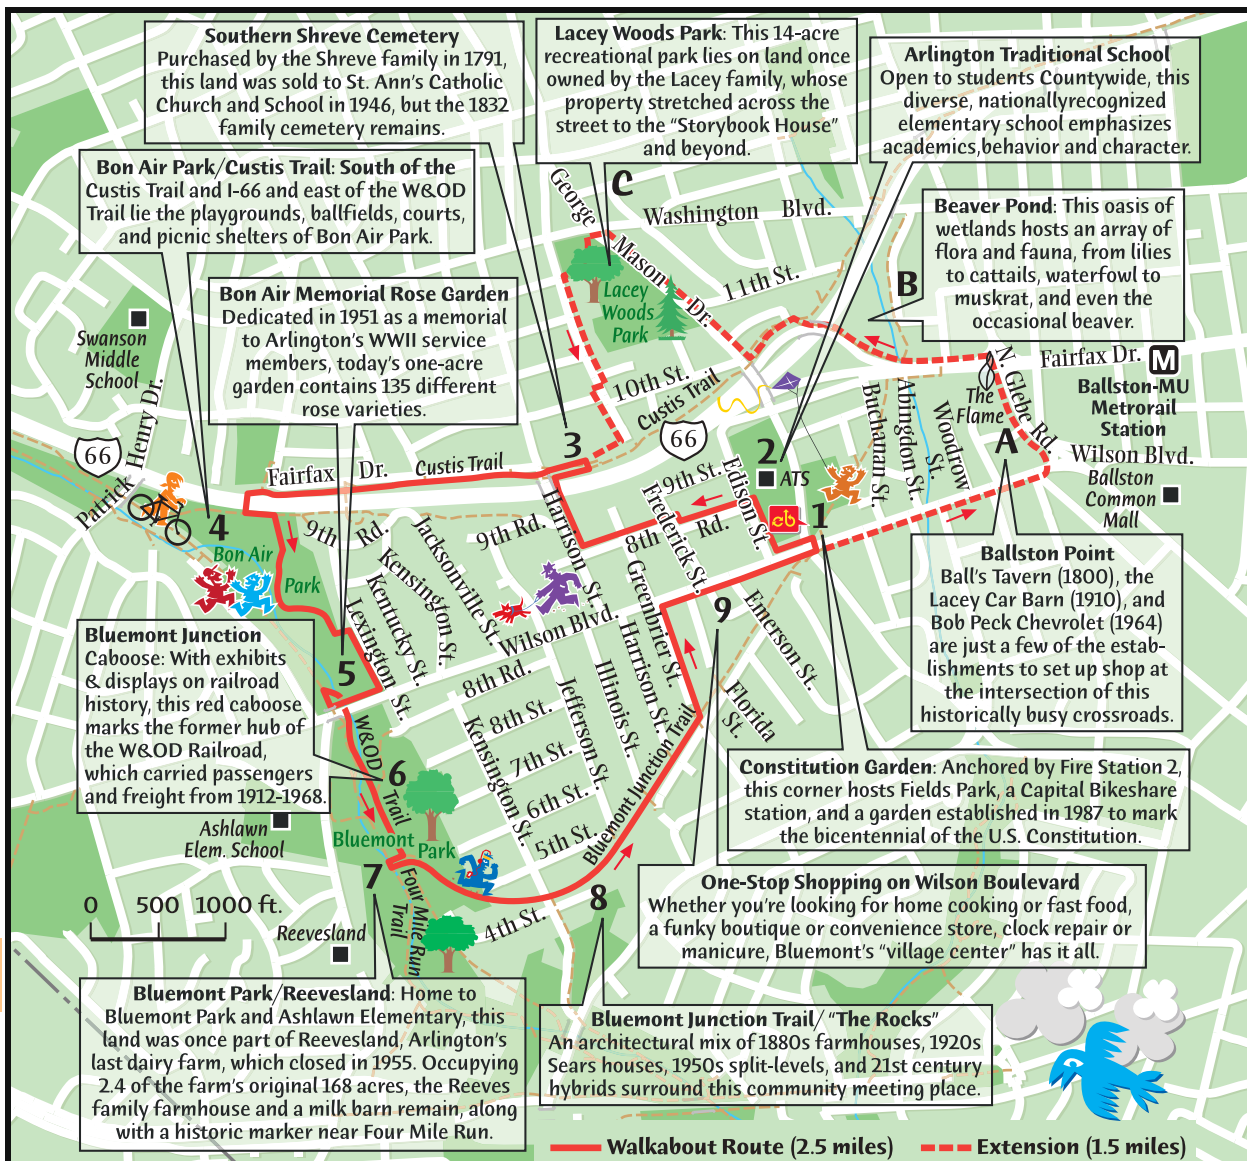 Southern Shreve Cemetery
Purchased by the Shreve family in 1791,
this land was sold to St. Ann's Catholic
Church and School in 1946, but the 1832
family cemetery remains.
Lacey Woods Park: This 14-acre
recreational park lies on land once
owned by the Lacey family, whose
property stretched across the
street to the "Storybook House"
and beyond.
Arlington Traditional School
Open to students Countywide, this
diverse, nationallyrecognized
elementary school emphasizes
academics,behavior and character.
Bon Air Park/Custis Trail: South of the
Custis Trail and I-66 and east of the W&OD
Trail lie the playgrounds, ballfields, courts,
and picnic shelters of Bon Air Park.
Beaver Pond: This oasis of
wetlands hosts an array of
flora and fauna, from lilies
to cattails, waterfowl to
muskrat, and even the
occasional beaver.
Bon Air Memorial Rose Garden
Dedicated in 1951 as a memorial
to Arlington's WWII service
members, today's one-acre
garden contains 135 different
rose varieties.
George Mason Dr.
C
Washington Blvd.
11th St.
B
Lacey
Woods
Park
Swanson
Middle
School
10th St.
Custis Trail
Fairfax Dr.
M
Ballston-MU
Metrorail
Station
The
Flame
N. Glebe Rd.
Buchanan St.
Abingdon St.
Woodrow
A
Wilson Blvd.
Ballston
Common
Mall
66
Patrick Henry Dr.
Fairfax Dr.
Custis Trail
3
66
2
ATS
9th St.
Edison St.
1
4
Bon Air
Park
9th Rd.
Jacksonville St.
9th Rd.
Harrison St.
Frederick St.
8th Rd.
Kensington St.
Kentucky St.
Lexington St.
Wilson Blvd.
Greenbrier St.
Harrison St.
9
Emerson St.
Ballston Point
Ball's Tavern (1800), the
Lacey Car Barn (1910), and
Bob Peck Chevrolet (1964)
are just a few of the estab-
lishments to set up shop at
the intersection of this
historically busy crossroads.
Bluemont Junction
Caboose: With exhibits
& displays on railroad
history, this red caboose
marks the former hub of
the W&OD Railroad,
which carried passengers
and freight from 1912-1968.
5
8th Rd.
8th St.
7th St.
6th St.
5th St.
Kensington St.
Jefferson St.
Illinois St.
Florida St.
W&OD Trail
6
Bluemont Junction Trail
Constitution Garden: Anchored by Fire Station 2,
this corner hosts Fields Park, a Capital Bikeshare
station, and a garden established in 1987 to mark
the bicentennial of the U.S. Constitution.
Ashlawn
Elem. School
Bluemont
Park
7
Four Mile Run
Trail
4th St.
8
One-Stop Shopping on Wilson Boulevard
Whether you're looking for home cooking or fast food,
a funky boutique or convenience store, clock repair or
manicure, Bluemont's "village center" has it all.
0 500 1000 ft.
Reevesland
Bluemont Park/Reevesland: Home to
Bluemont Park and Ashlawn Elementary, this
land was once part of Reevesland, Arlington's
last dairy farm, which closed in 1955. Occupying
2.4 of the farm's original 168 acres, the Reeves
family farmhouse and a milk barn remain, along
with a historic marker near Four Mile Run.
Bluemont Junction Trail/ "The Rocks"
An architectural mix of 1880s farmhouses, 1920s
Sears houses, 1950s split-levels, and 21st century
hybrids surround this community meeting place.
Walkabout Route (2.5 miles)
Extension (1.5 miles)